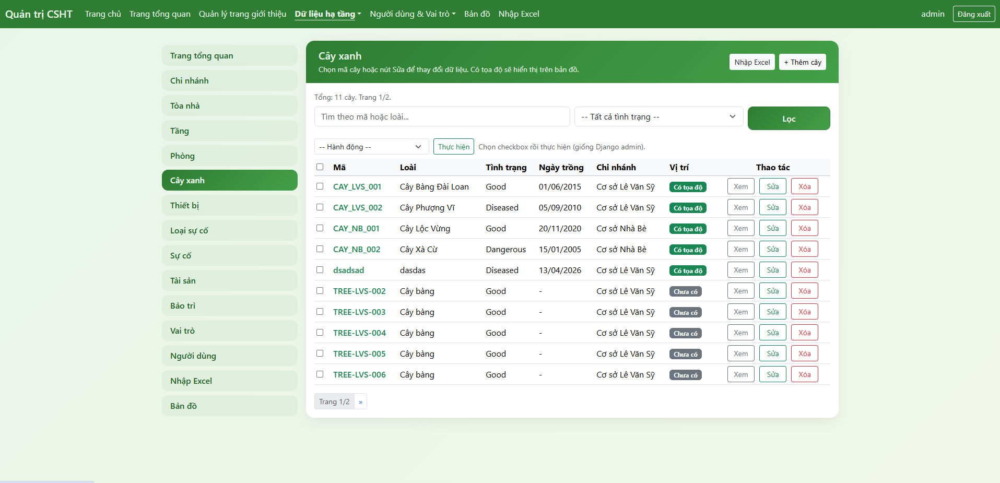 Quản trị CSHT Trang chủ Trang tổng quan Quản lý trang giới thiệu Dữ liệu hạ tầng Người dùng & Vai trò Bản đồ Nhập Excel admin Đăng xuất
Trang tổng quan
Chi nhánh
Tòa nhà
Tầng
Phòng
Cây xanh
Thiết bị
Loại sự cố
Sự cố
Tài sản
Bảo trì
Vai trò
Người dùng
Nhập Excel
Bản đồ
Cây xanh
Chọn mã cây hoặc nút Sửa để thay đổi dữ liệu. Có tọa độ sẽ hiển thị trên bản đồ.
Nhập Excel + Thêm cây
Tổng: 11 cây. Trang 1/2.
Tìm theo mã hoặc loài... -- Tất cả tình trạng -- Lọc
-- Hành động -- Thực hiện Chọn checkbox rồi thực hiện (giống Django admin).
Mã Loài Tình trạng Ngày trồng Chi nhánh Vị trí Thao tác
CAY_LVS_001 Cây Bàng Đài Loan Good 01/06/2015 Cơ sở Lê Văn Sỹ Có tọa độ Xem Sửa Xóa
CAY_LVS_002 Cây Phượng Vĩ Diseased 05/09/2010 Cơ sở Lê Văn Sỹ Có tọa độ Xem Sửa Xóa
CAY_NB_001 Cây Lộc Vừng Good 20/11/2020 Cơ sở Nhà Bè Có tọa độ Xem Sửa Xóa
CAY_NB_002 Cây Xà Cừ Dangerous 15/01/2005 Cơ sở Nhà Bè Có tọa độ Xem Sửa Xóa
dsadsad dasdas Diseased 13/04/2026 Cơ sở Lê Văn Sỹ Có tọa độ Xem Sửa Xóa
TREE-LVS-002 Cây bàng Good - Cơ sở Lê Văn Sỹ Chưa có Xem Sửa Xóa
TREE-LVS-003 Cây bàng Good - Cơ sở Lê Văn Sỹ Chưa có Xem Sửa Xóa
TREE-LVS-004 Cây bàng Good - Cơ sở Lê Văn Sỹ Chưa có Xem Sửa Xóa
TREE-LVS-005 Cây bàng Good - Cơ sở Lê Văn Sỹ Chưa có Xem Sửa Xóa
TREE-LVS-006 Cây bàng Good - Cơ sở Lê Văn Sỹ Chưa có Xem Sửa Xóa
Trang 1/2 »